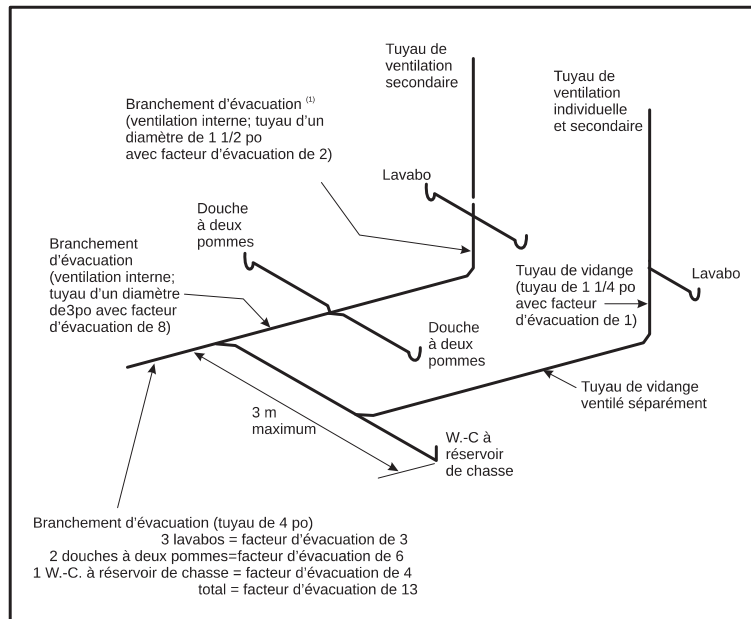 Tuyau de
ventilation
secondaire
Tuyau de
ventilation
individuelle
et secondaire
Branchement d'évacuation (1)
(ventilation interne; tuyau d'un
diamètre de 1 1/2 po
avec facteur d'évacuation de 2)
Lavabo
Douche
à deux
pommes
Branchement
d'évacuation
(ventilation interne;
tuyau d'un diamètre
de3po avec facteur
d'évacuation de 8)
Tuyau de vidange
(tuyau de 1 1/4 po
avec facteur
d'évacuation de 1)
Lavabo
Douche
à deux
pommes
Tuyau de vidange
ventilé séparément
3 m
maximum
W.-C à
réservoir
de chasse
Branchement d'évacuation (tuyau de 4 po)
3 lavabos = facteur d'évacuation de 3
2 douches à deux pommes=facteur d'évacuation de 6
1 W.-C. à réservoir de chasse = facteur d'évacuation de 4
total = facteur d'évacuation de 13